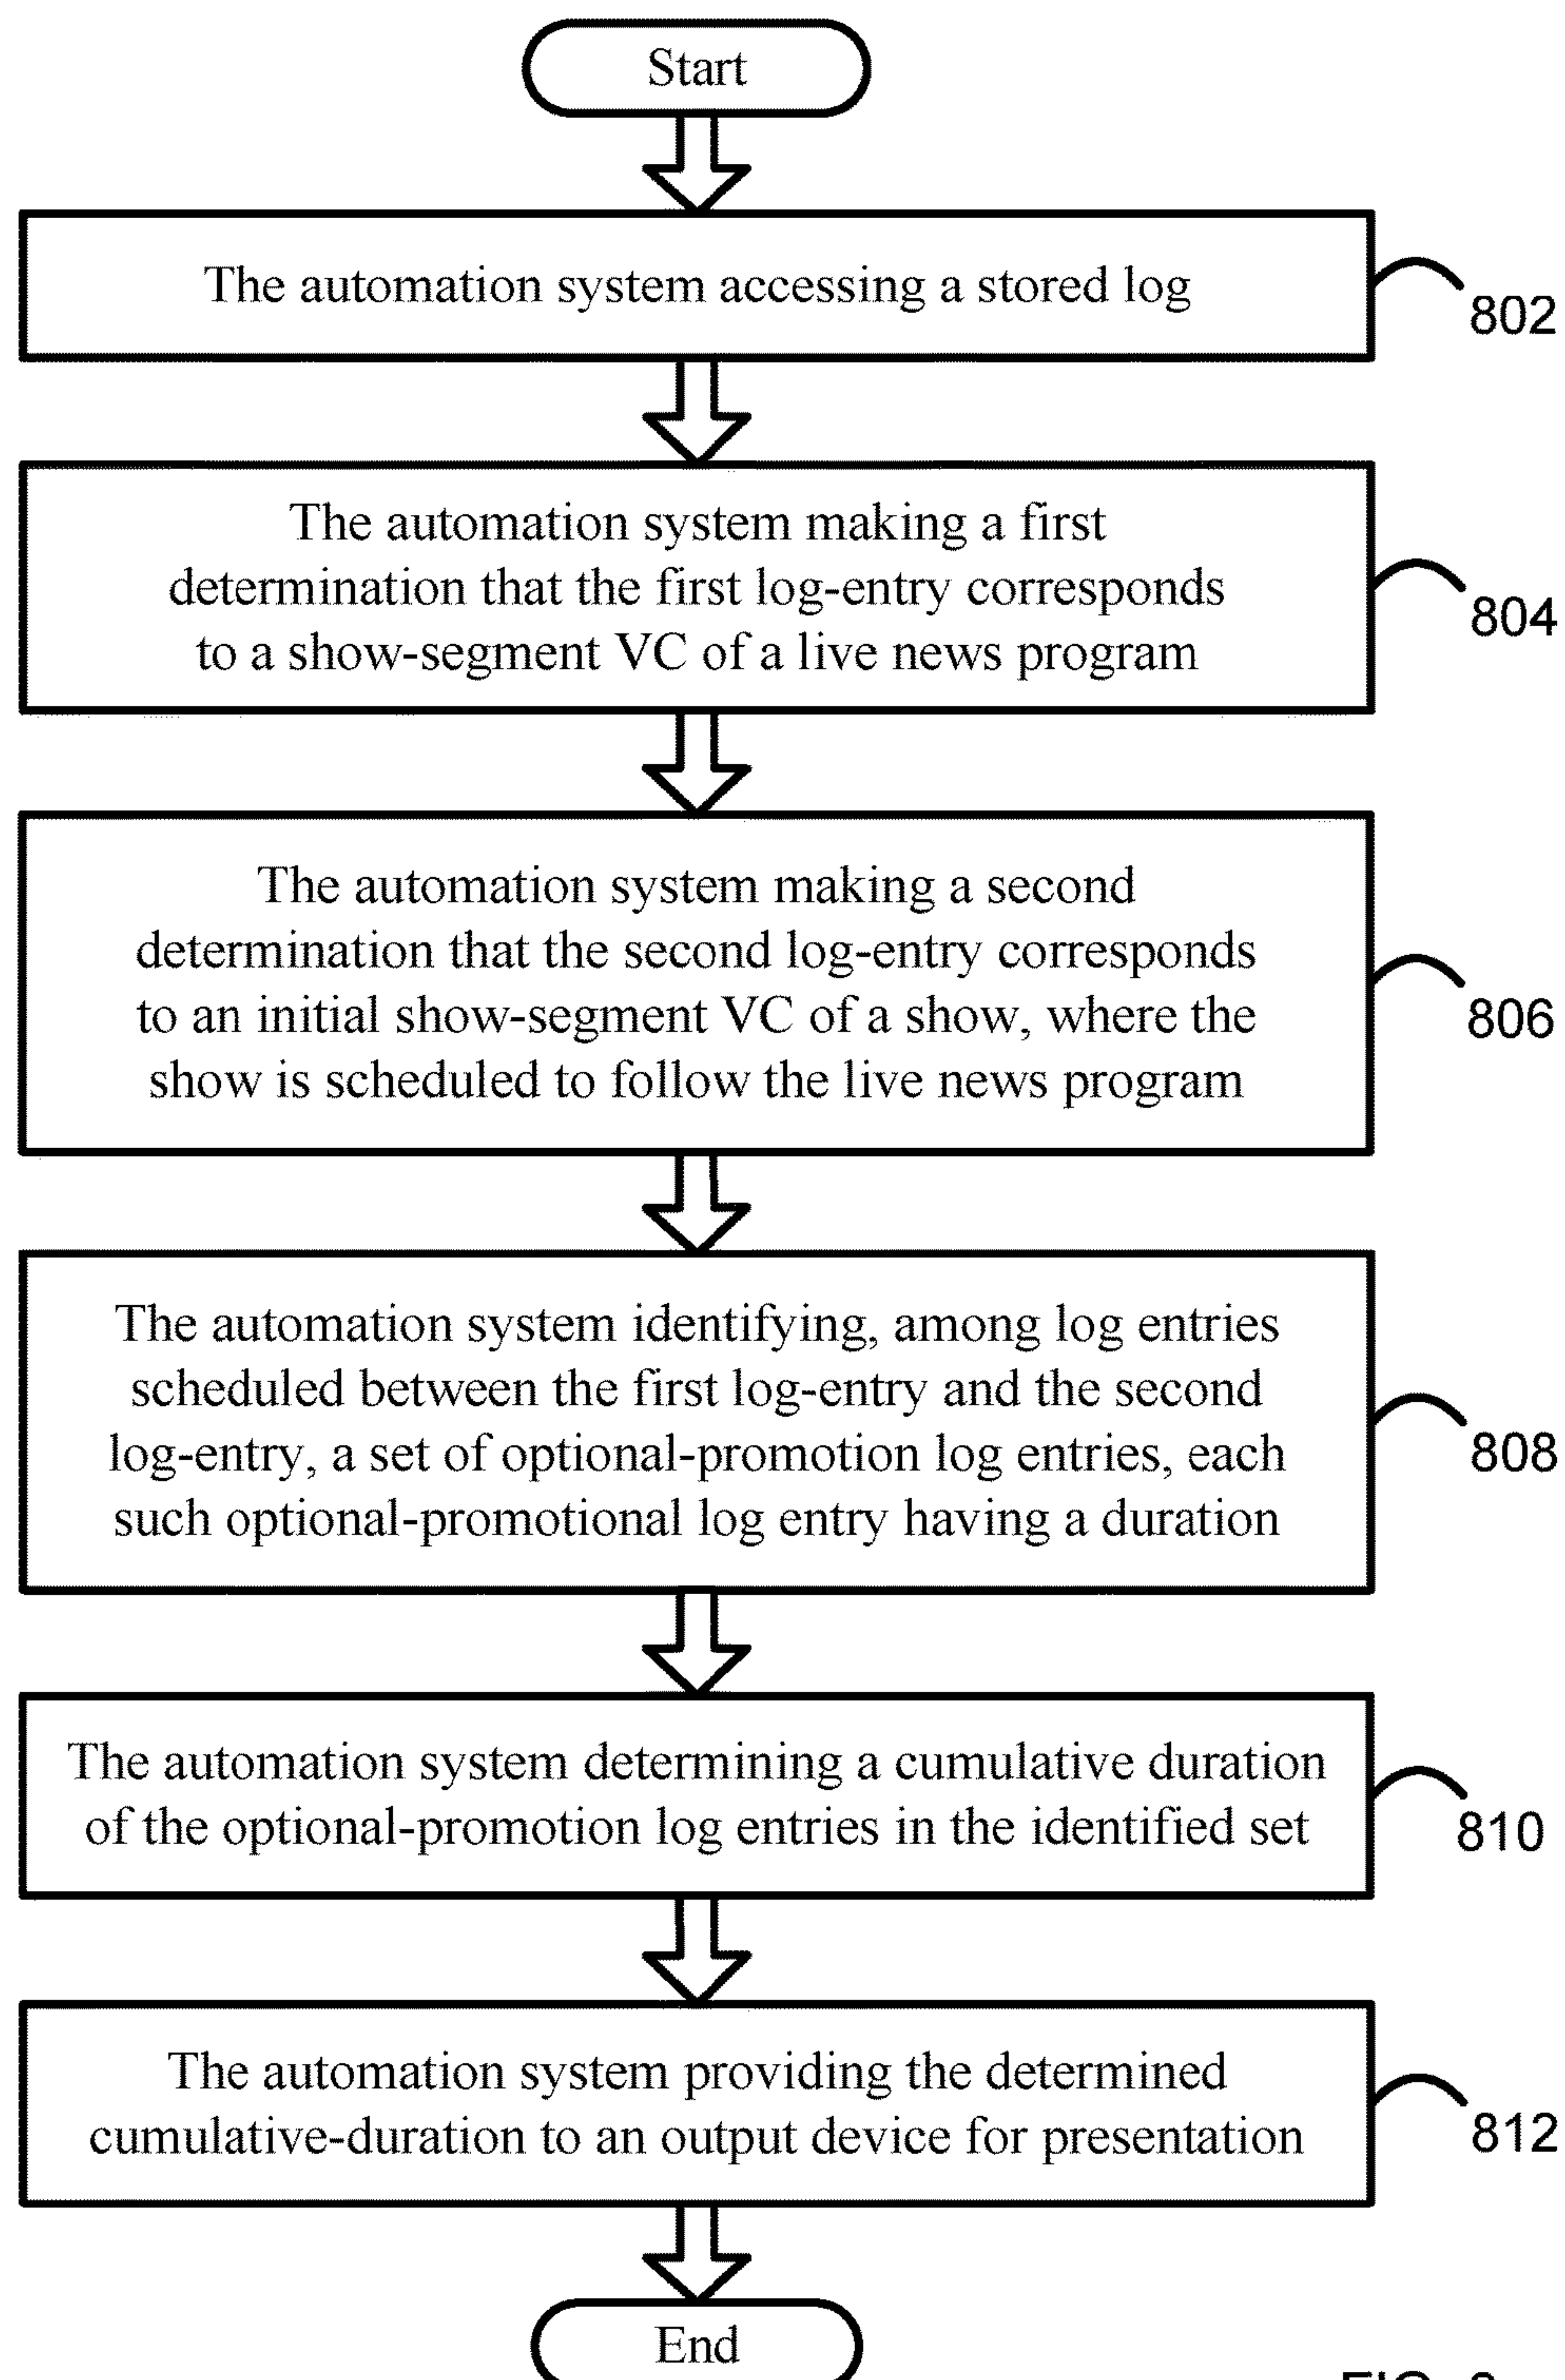 Start
The automation system accessing a stored log
802
The automation system making a first
determination that the first log-entry corresponds
to a show-segment VC of a live news program
804
The automation system making a second
determination that the second log-entry corresponds
to an initial show-segment VC of a show, where the
show is scheduled to follow the live news program
806
The automation system identifying, among log entries
scheduled between the first log-entry and the second
log-entry, a set of optional-promotion log entries, each
such optional-promotional log entry having a duration
808
The automation system determining a cumulative duration
of the optional-promotion log entries in the identified set
810
The automation system providing the determined
cumulative-duration to an output device for presentation
812
End